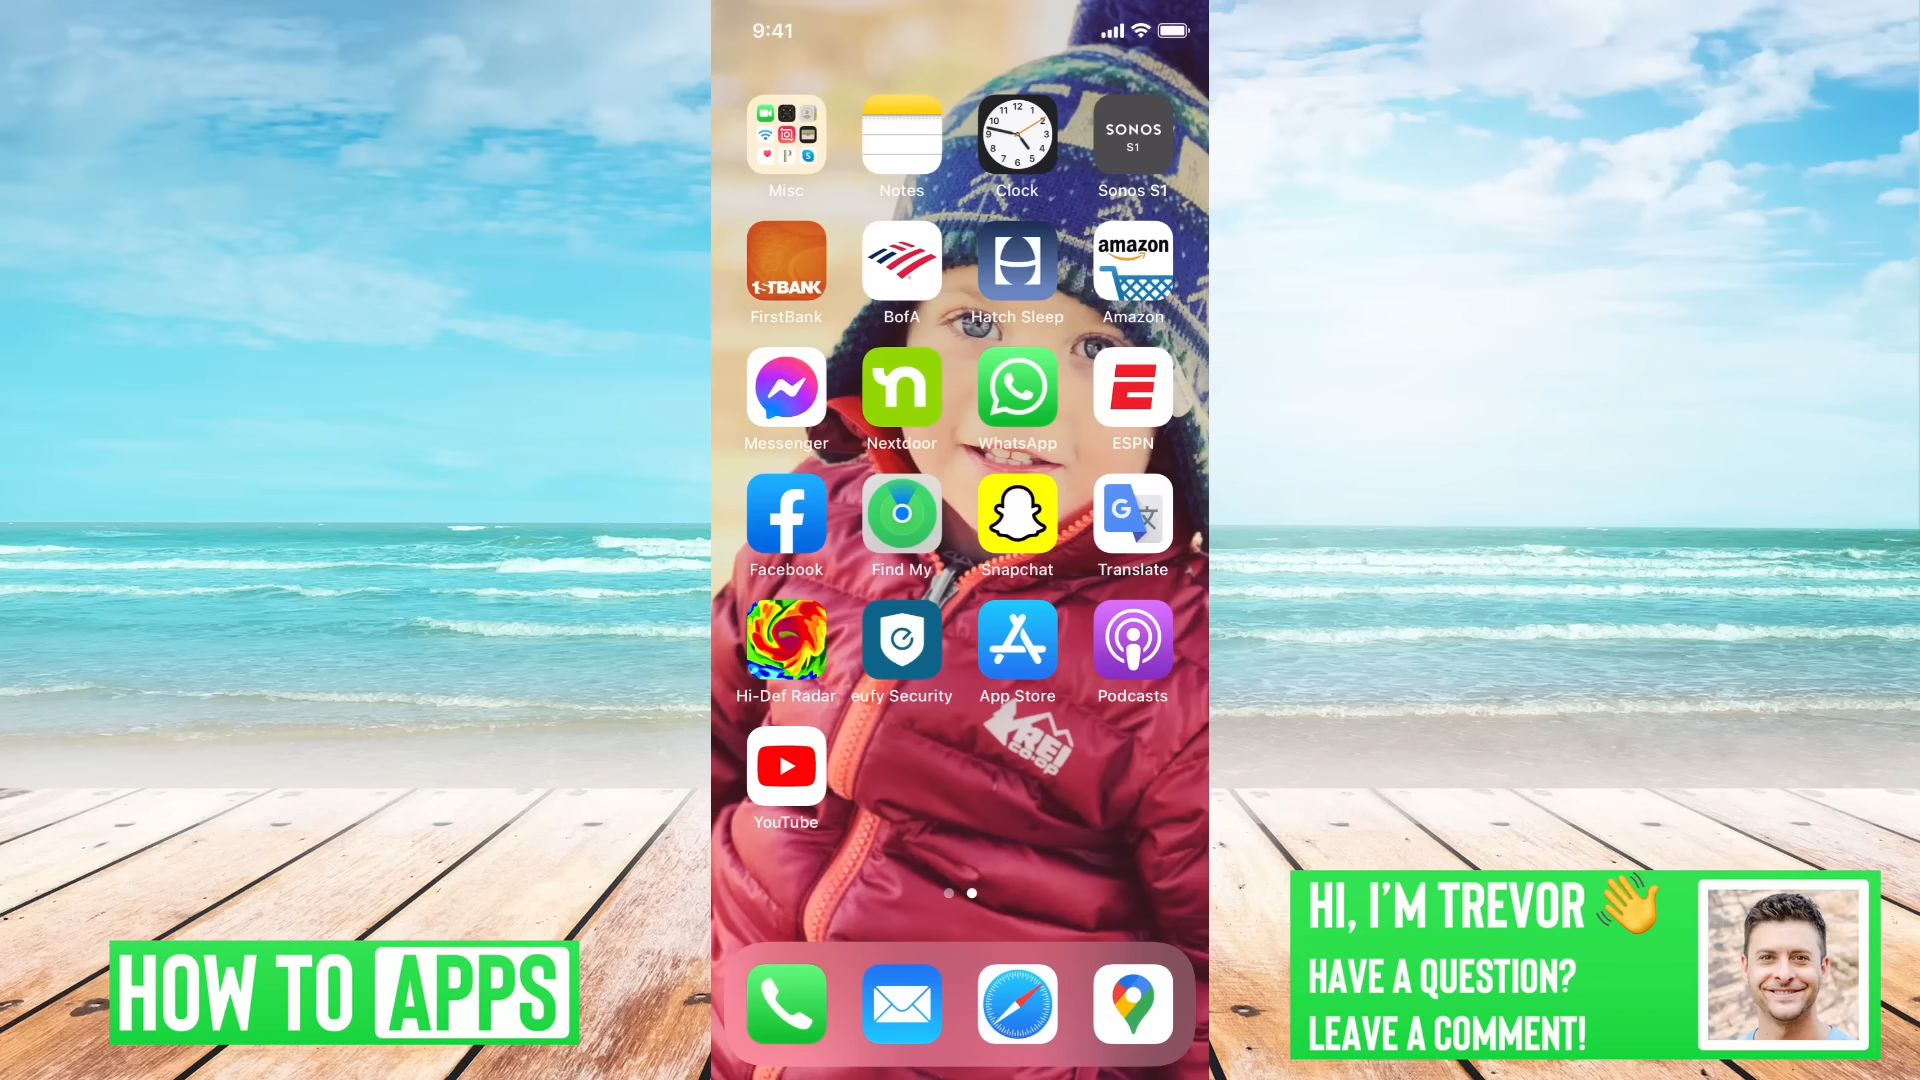 9:41
SONOS
S1
Misc
Notes
Clock
Sonos S1
1STBANK
amazon
FirstBank
BofA
Hatch Sleep
Amazon
Messenger
Nextdoor
WhatsApp
ESPN
G 文
Facebook
Find My
Snapchat
Translate
Hi-Def Radar
eufy Security
App Store
Podcasts
REI
CO·OP
YouTube
HOW TO APPS
HI, I'M TREVOR 👋
HAVE A QUESTION?
LEAVE A COMMENT!